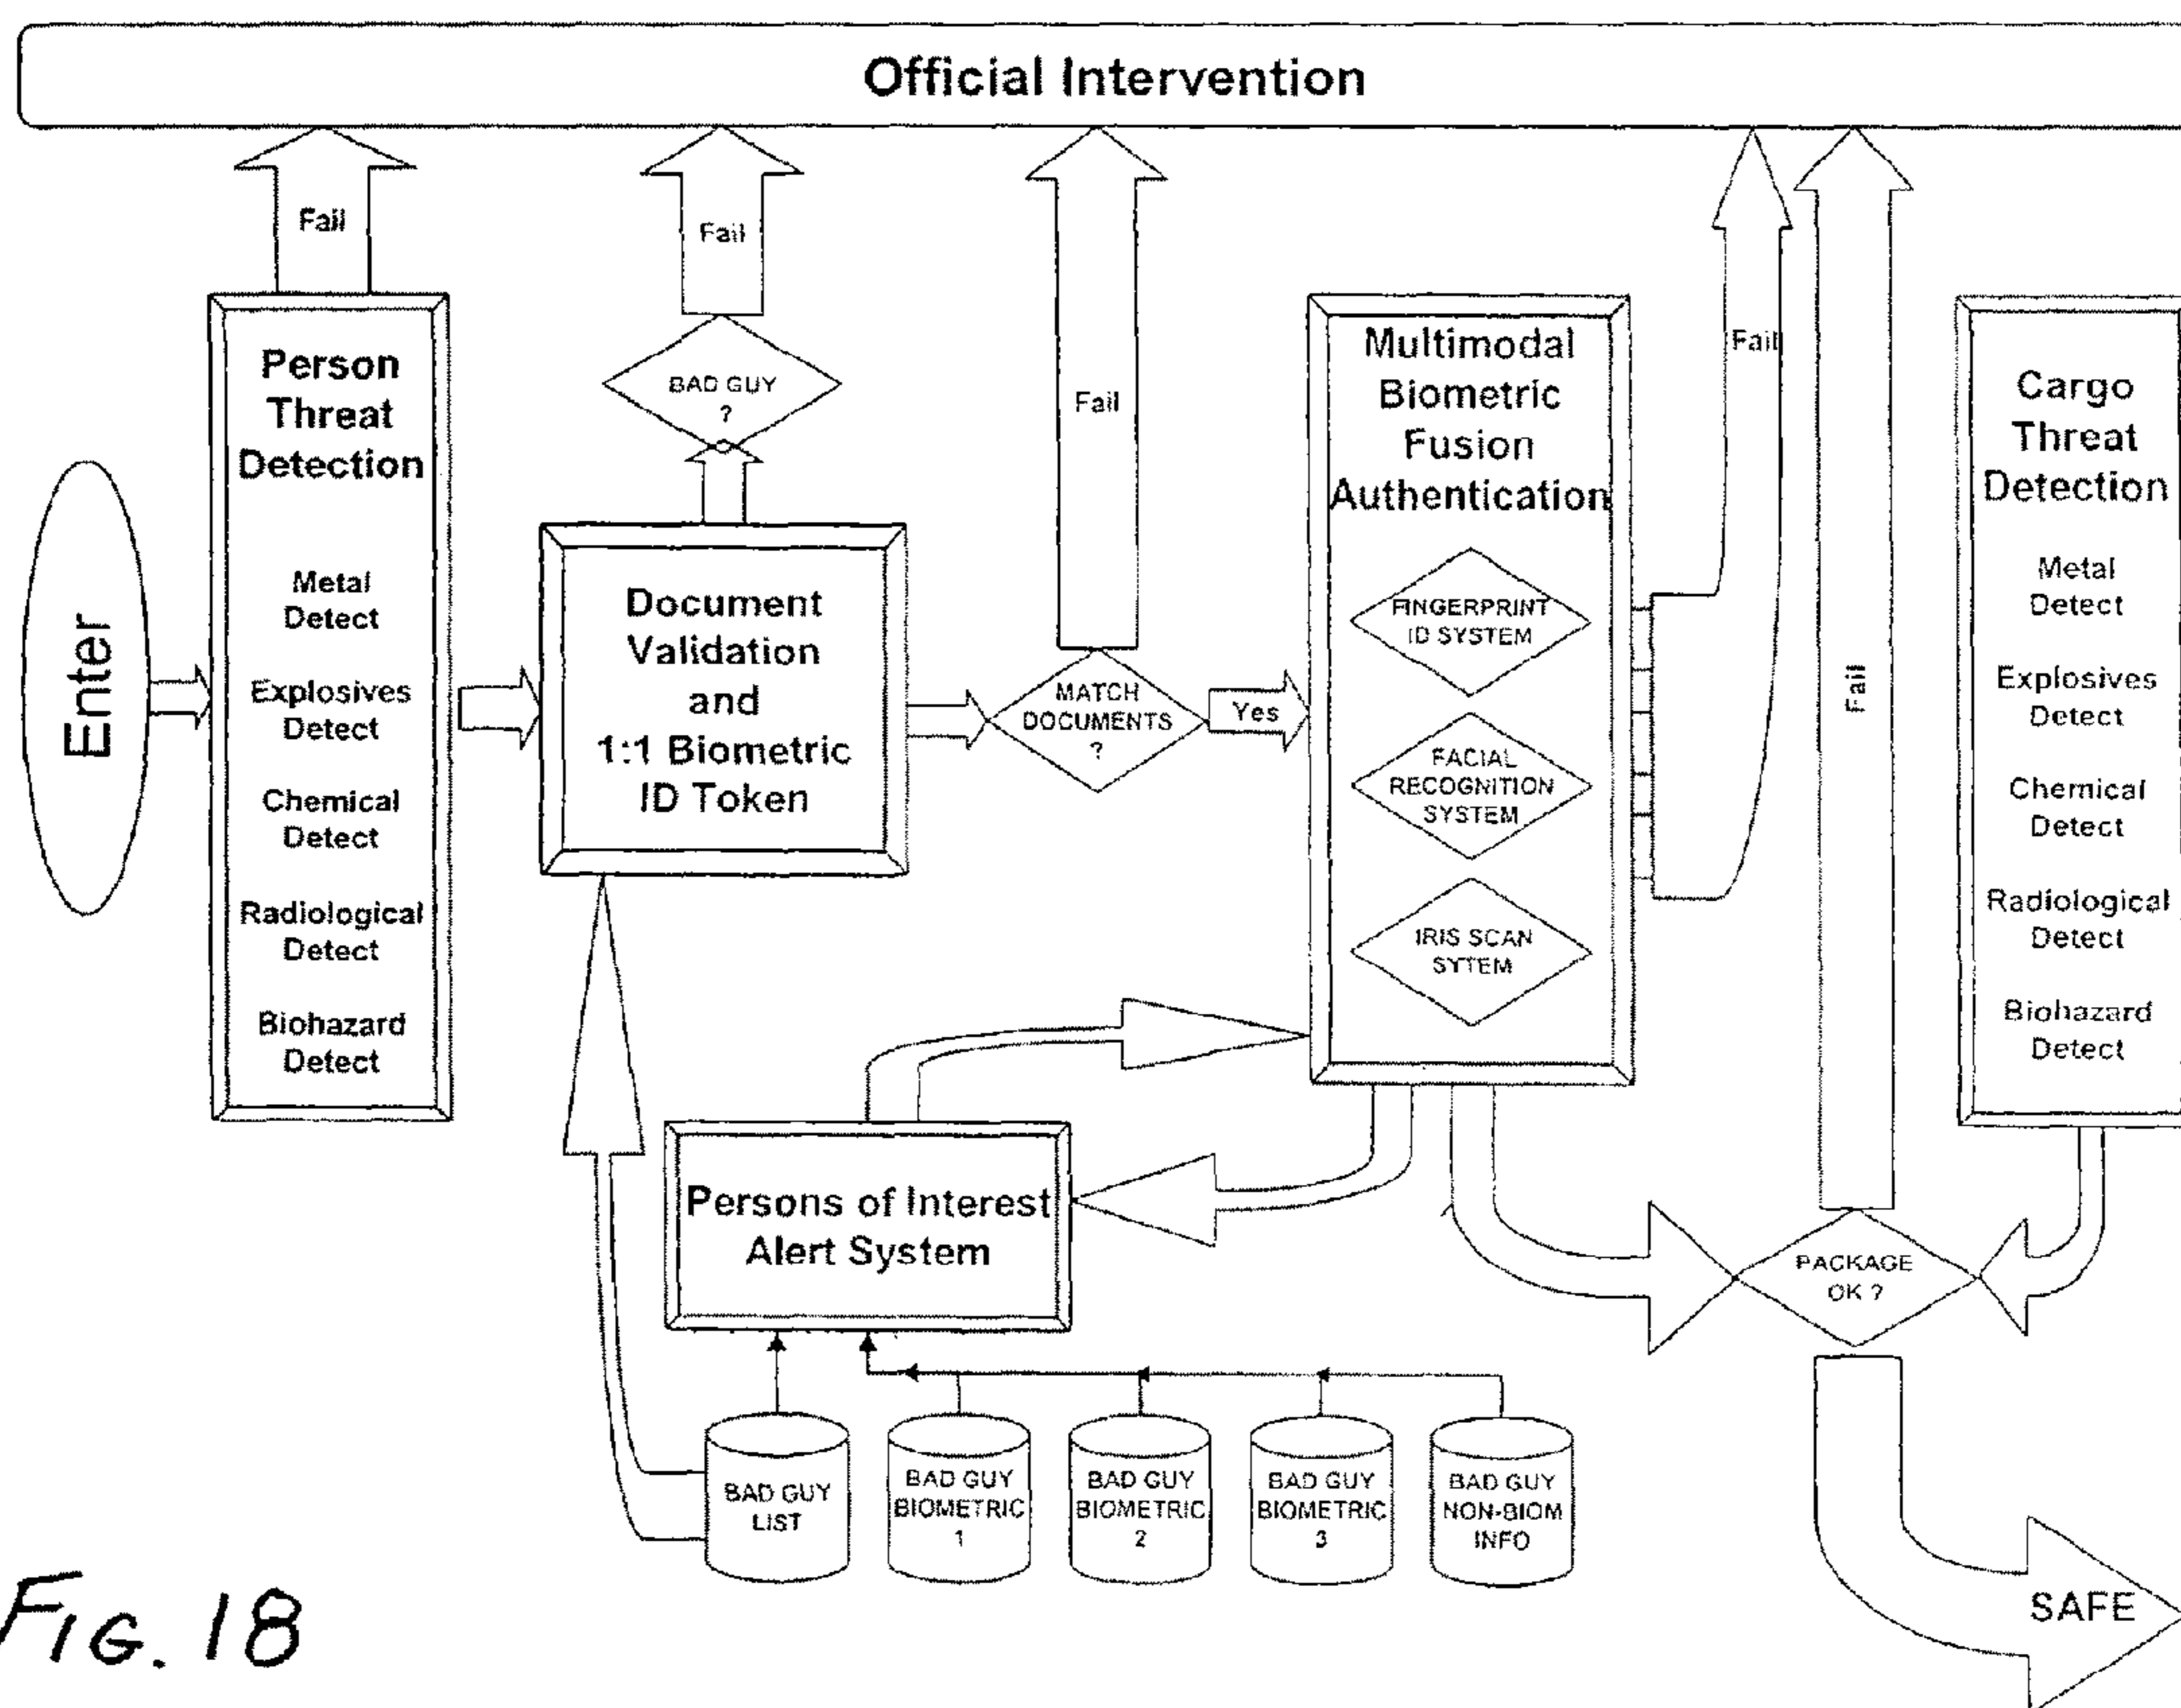 Official Intervention
Fail
Fail
Fail
Fail
Fail
Enter
Person
Threat
Detection
Metal
Detect
Explosives
Detect
Chemical
Detect
Radiological
Detect
Biohazard
Detect
BAD GUY
?
Document
Validation
and
1:1 Biometric
ID Token
MATCH
DOCUMENTS
?
Yes
Multimodal
Biometric
Fusion
Authentication
FINGERPRINT
ID SYSTEM
FACIAL
RECOGNITION
SYSTEM
IRIS SCAN
SYTEM
Cargo
Threat
Detection
Metal
Detect
Explosives
Detect
Chemical
Detect
Radiological
Detect
Biohazard
Detect
Persons of Interest
Alert System
PACKAGE
OK ?
BAD GUY
LIST
BAD GUY
BIOMETRIC
1
BAD GUY
BIOMETRIC
2
BAD GUY
BIOMETRIC
3
BAD GUY
NON-BIOM
INFO
SAFE
FIG. 18